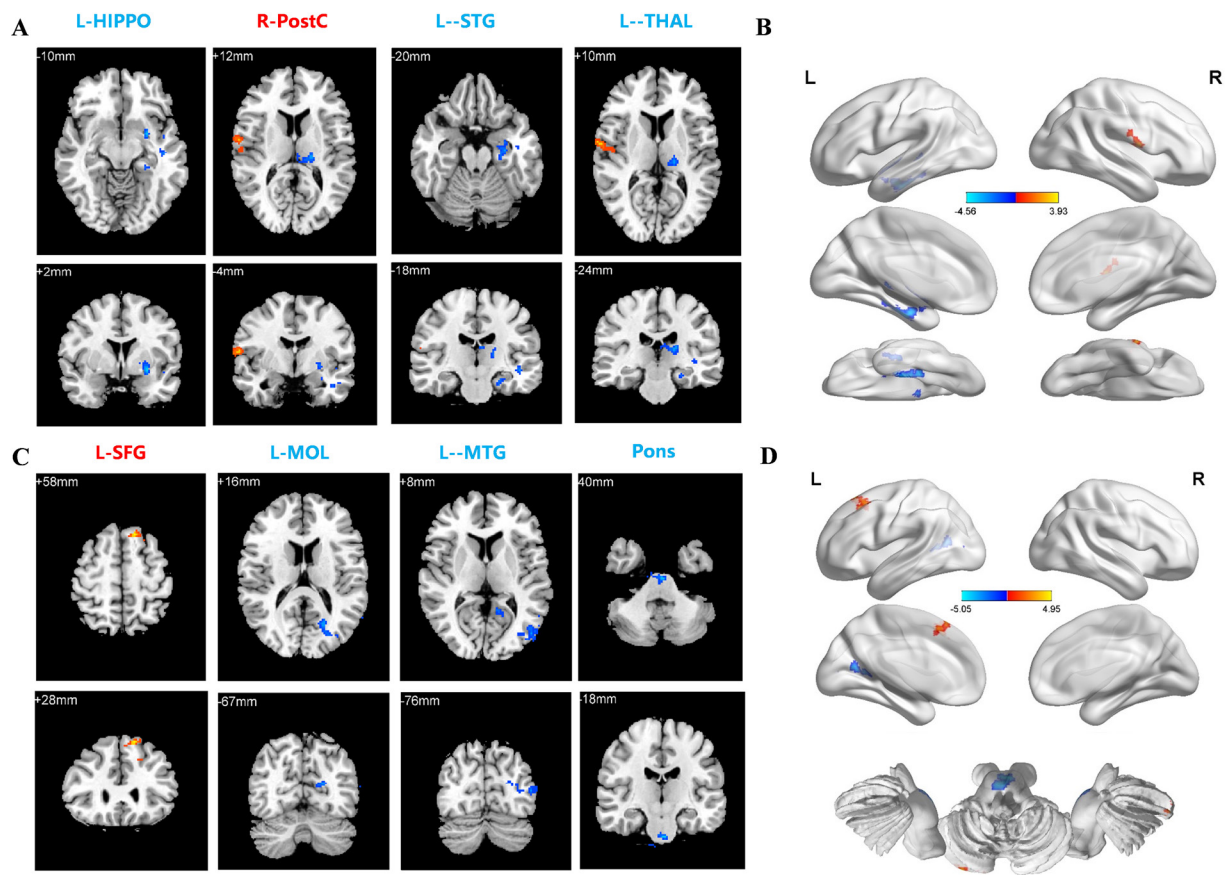 A
L-HIPPO R-PostC L--STG L--THAL
-10mm +12mm -20mm +10mm
+2mm -4mm -18mm -24mm
B
L R
-4.56 3.93
C
L-SFG L-MOL L--MTG Pons
+58mm +16mm +8mm 40mm
+28mm -67mm -76mm -18mm
D
L R
-5.05 4.95